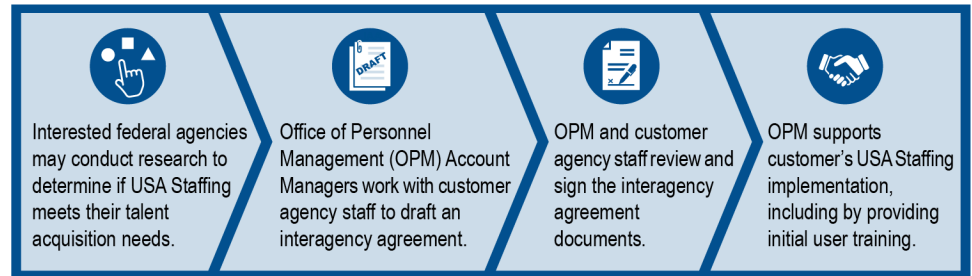 DRAFT
Interested federal agencies
may conduct research to
determine if USA Staffing
meets their talent
acquisition needs.
Office of Personnel
Management (OPM) Account
Managers work with customer
agency staff to draft an
interagency agreement.
OPM and customer
agency staff review and
sign the interagency
agreement
documents.
OPM supports
customer's USA Staffing
implementation,
including by providing
initial user training.